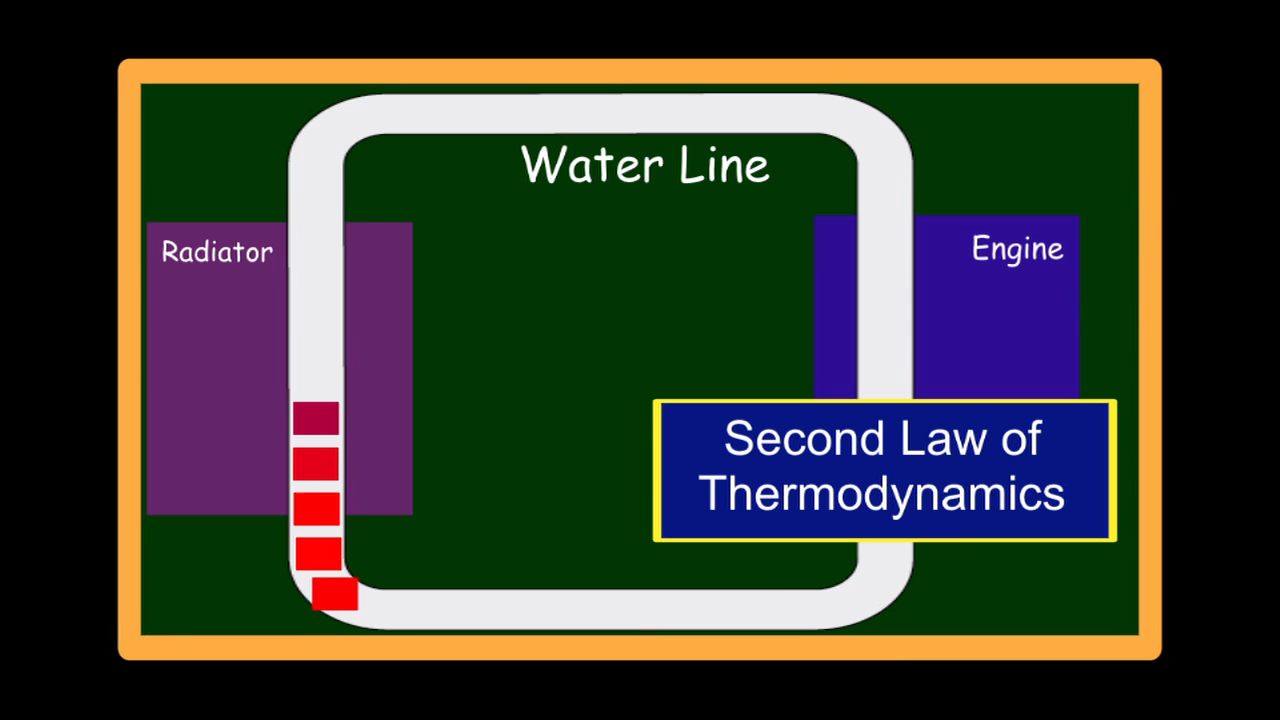 Water Line
Radiator
Engine
Second Law of
Thermodynamics